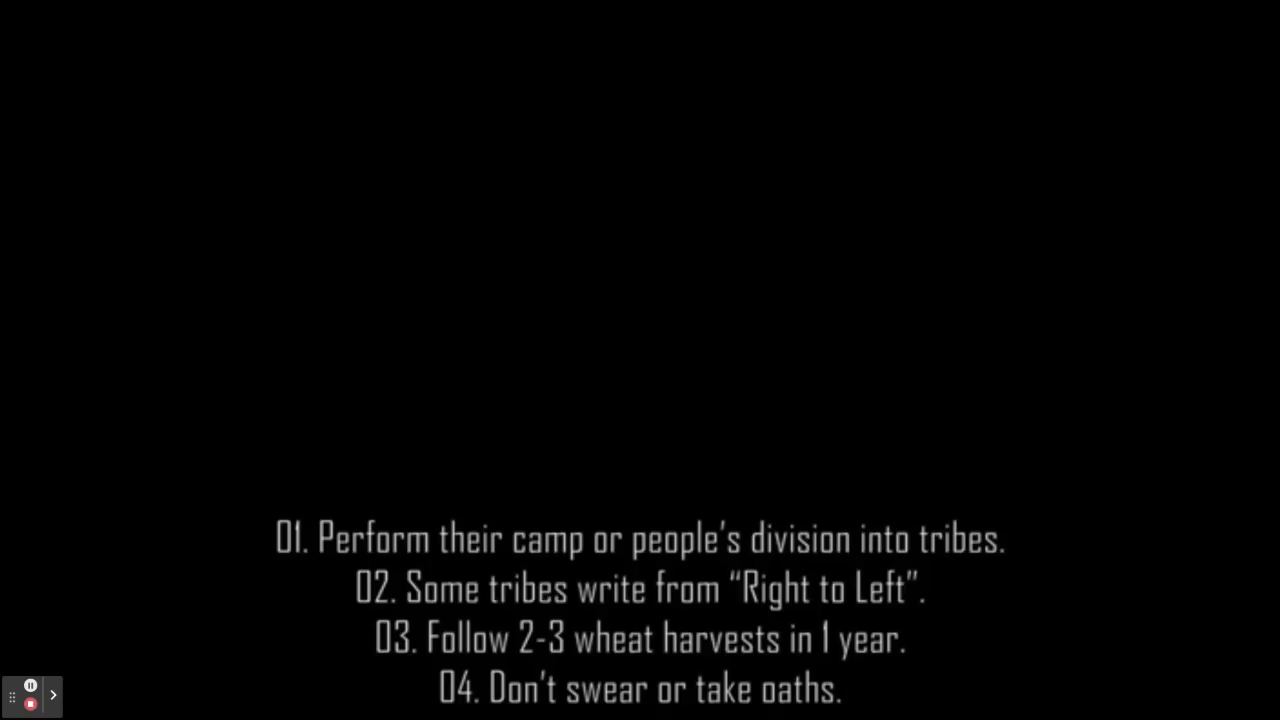 01. Perform their camp or people's division into tribes.
02. Some tribes write from “Right to Left”.
03. Follow 2-3 wheat harvests in 1 year.
04. Don't swear or take oaths.